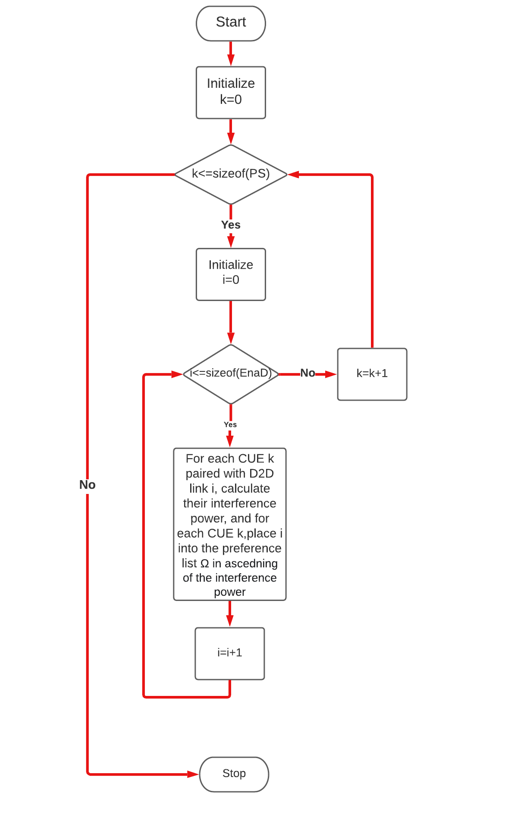 Start
Initialize
k=0
k<=sizeof(PS)
Yes
Initialize
i=0
i<=sizeof(EnaD)
No
k=k+1
Yes
For each CUE k
paired with D2D
link i, calculate
their interference
power, and for
each CUE k,place i
into the preference
list Ω in ascedning
of the interference
power
No
i=i+1
Stop